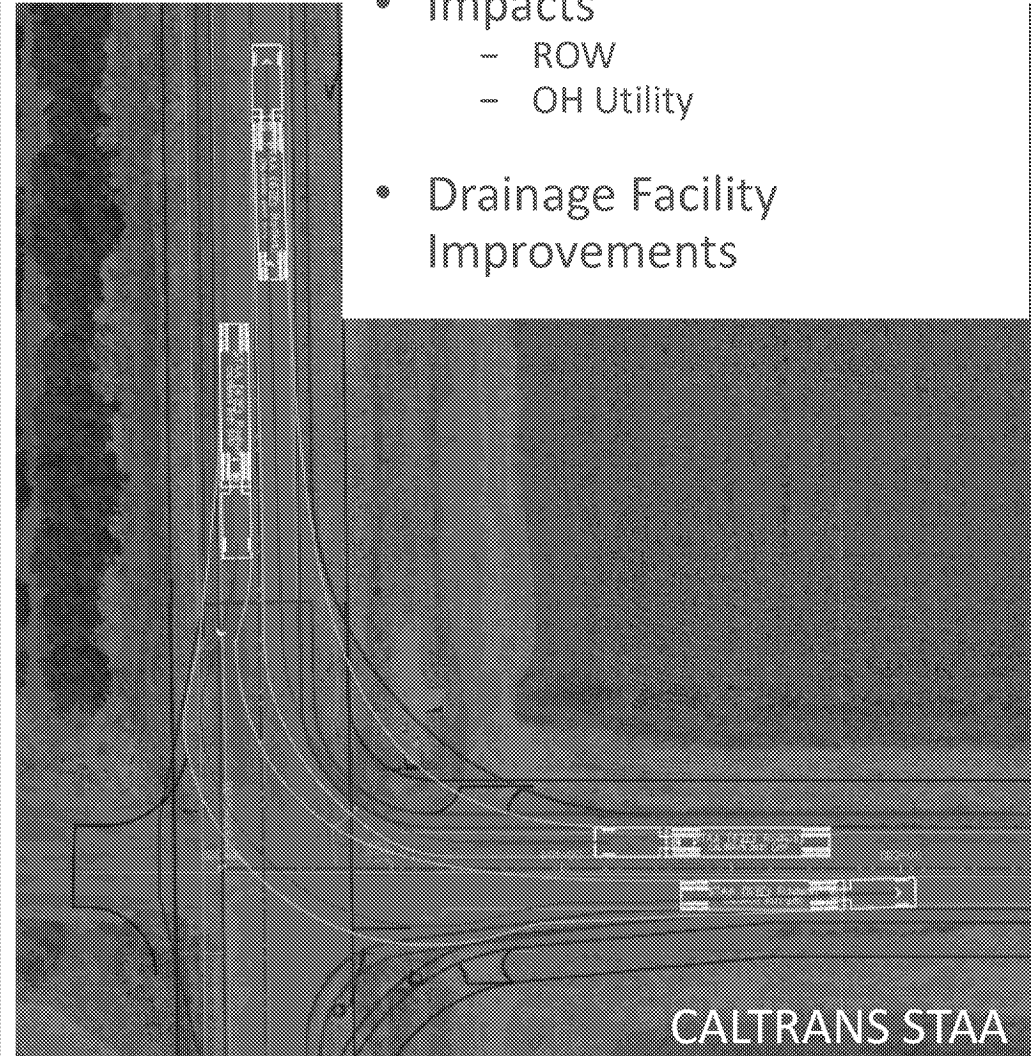 • Impacts
– ROW
– OH Utility
• Drainage Facility
Improvements
CALTRANS STAA